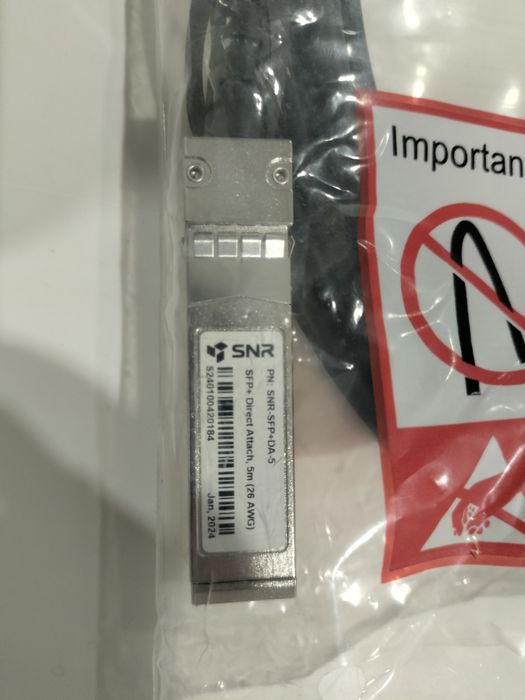 SNR
PN: SNR-SFP+DA-5
SFP+ Direct Attach, 5m (26 AWG)
S240100420184
Jan, 2024
Importan